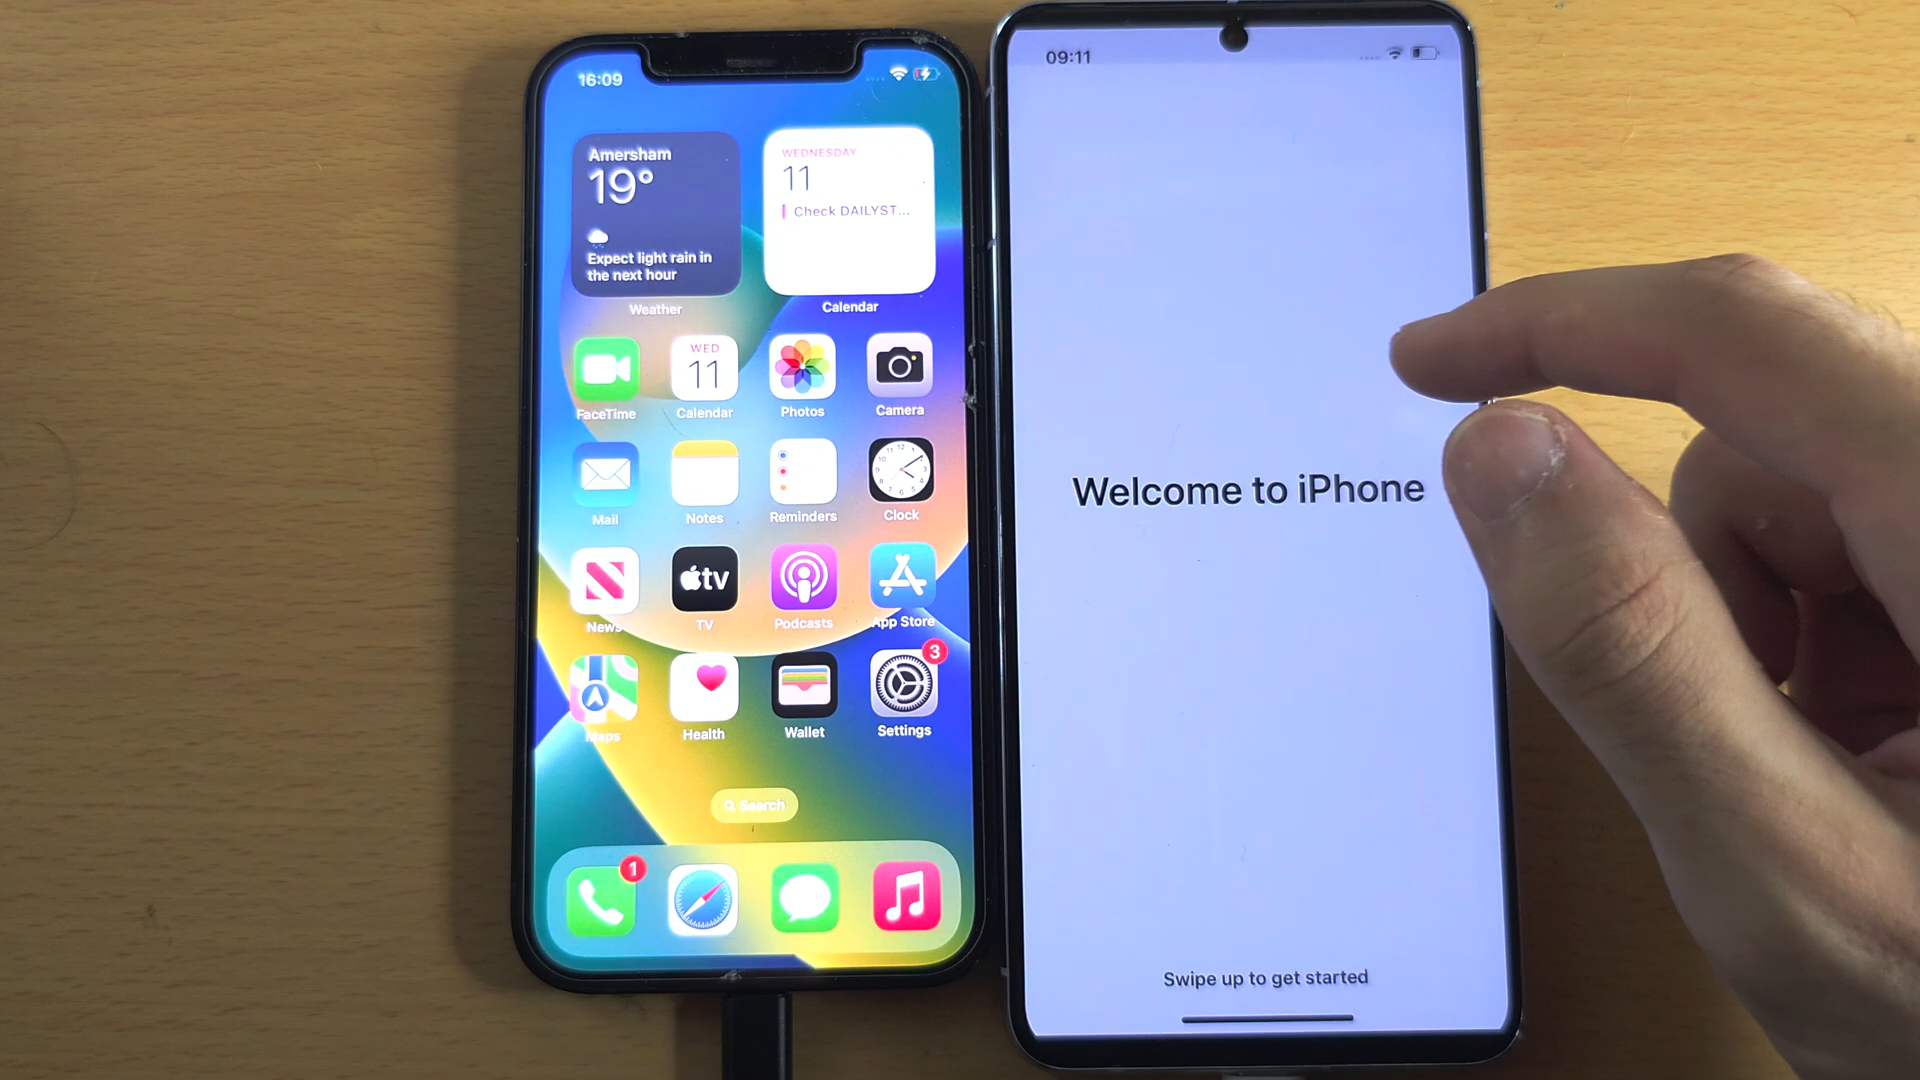 16:09
Amersham
19°
Expect light rain in
the next hour
Weather
WEDNESDAY
11
Check DAILYST...
Calendar
FaceTime
WED
11
Calendar
Photos
Camera
Mail
Notes
Reminders
Clock
News
tv
TV
Podcasts
App Store
Maps
Health
Wallet
3
Settings
Search
1
09:11
Welcome to iPhone
Swipe up to get started